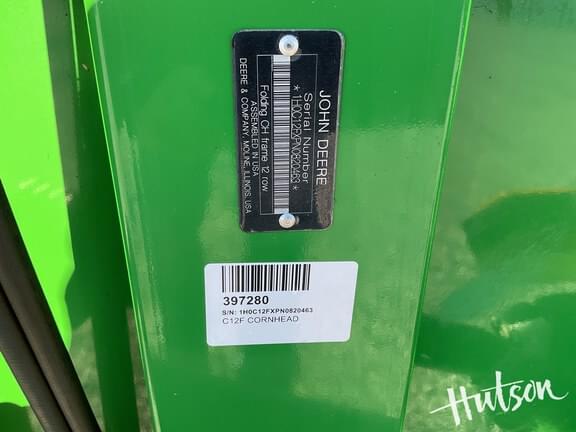 JOHN DEERE
Serial Number
* 1H0C12FXPN0820463 *
Folding CH frame 12 row
ASSEMBLED IN USA
DEERE & COMPANY, MOLINE, ILLINOIS, USA
397280
S/N: 1H0C12FXPN0820463
C12F CORNHEAD
Hutson